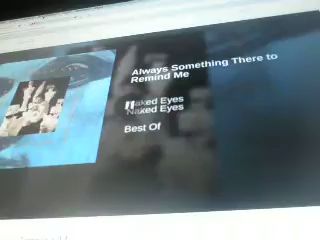 Always Something There to
Remind Me
Naked Eyes
Naked Eyes
Best Of